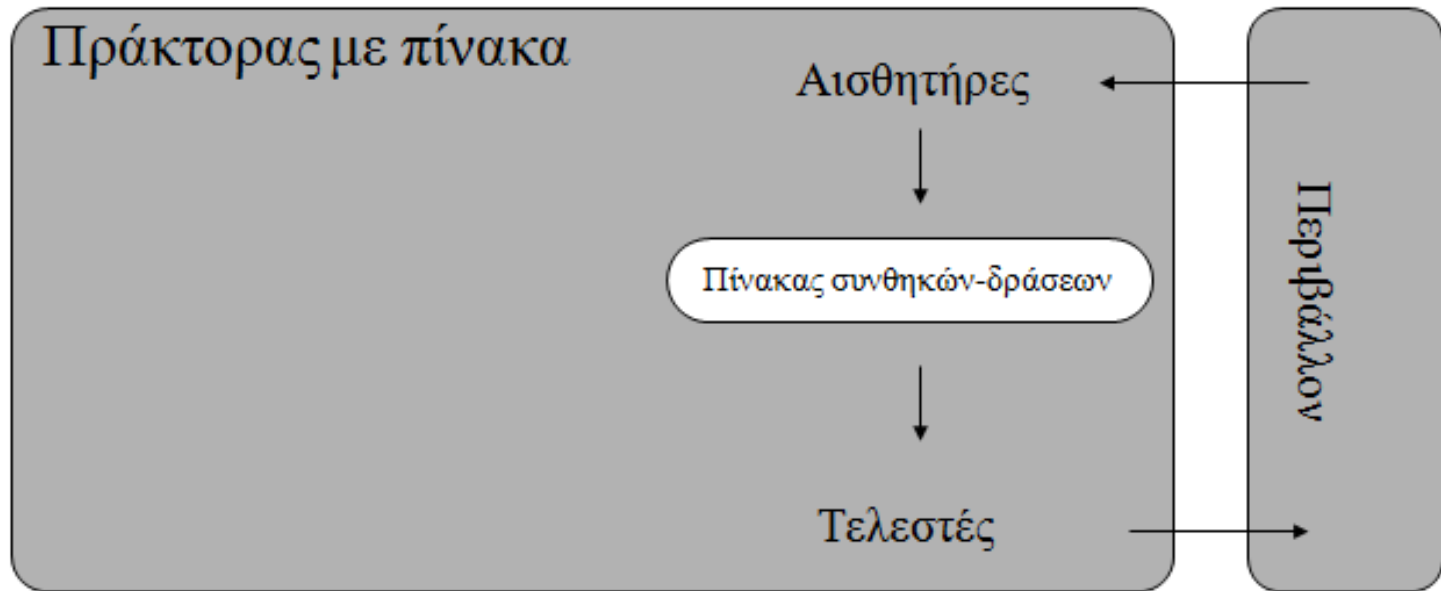 Πράκτορας με πίνακα
Αισθητήρες
Πίνακας συνθηκών-δράσεων
Τελεστές
Περιβάλλον